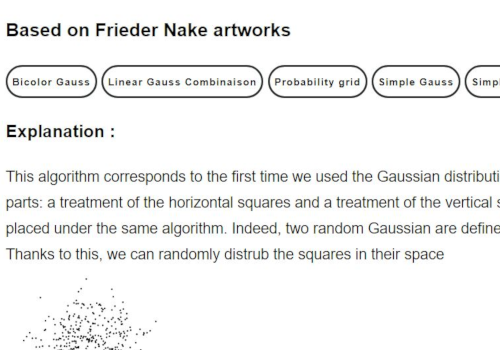 Based on Frieder Nake artworks
Bicolor Gauss Linear Gauss Combinaison Probability grid Simple Gauss
Explanation :
This algorithm corresponds to the first time we used the Gaussian
parts: a treatment of the horizontal squares and a treatment of the vertical
placed under the same algorithm. Indeed, two random Gaussian are
Thanks to this, we can randomly distrub the squares in their space